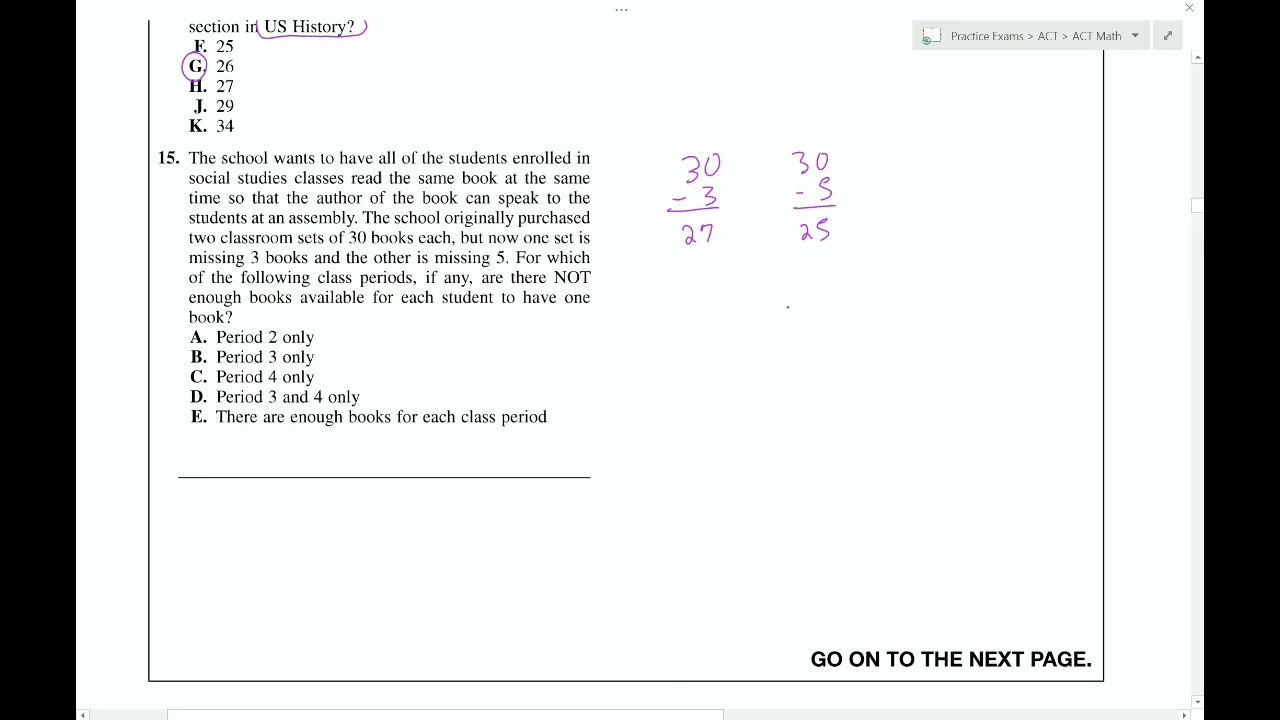 section in US History?
F. 25
G. 26
H. 27
J. 29
K. 34
Practice Exams > ACT > ACT Math
15. The school wants to have all of the students enrolled in
social studies classes read the same book at the same
time so that the author of the book can speak to the
students at an assembly. The school originally purchased
two classroom sets of 30 books each, but now one set is
missing 3 books and the other is missing 5. For which
of the following class periods, if any, are there NOT
enough books available for each student to have one
book?
A. Period 2 only
B. Period 3 only
C. Period 4 only
D. Period 3 and 4 only
E. There are enough books for each class period
30
- 3
27
30
- 5
25
GO ON TO THE NEXT PAGE.